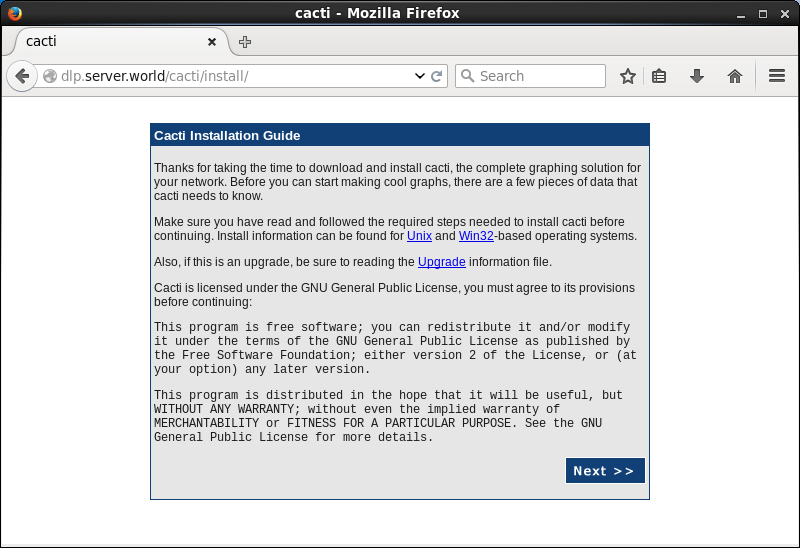 cacti - Mozilla Firefox
cacti
dlp.server.world/cacti/install/
Search
Cacti Installation Guide
Thanks for taking the time to download and install cacti, the complete graphing solution for
your network. Before you can start making cool graphs, there are a few pieces of data that
cacti needs to know.
Make sure you have read and followed the required steps needed to install cacti before
continuing. Install information can be found for Unix and Win32-based operating systems.
Also, if this is an upgrade, be sure to reading the Upgrade information file.
Cacti is licensed under the GNU General Public License, you must agree to its provisions
before continuing:
This program is free software; you can redistribute it and/or modify
it under the terms of the GNU General Public License as published by
the Free Software Foundation; either version 2 of the License, or (at
your option) any later version.
This program is distributed in the hope that it will be useful, but
WITHOUT ANY WARRANTY; without even the implied warranty of
MERCHANTABILITY or FITNESS FOR A PARTICULAR PURPOSE. See the GNU
General Public License for more details.
Next >>